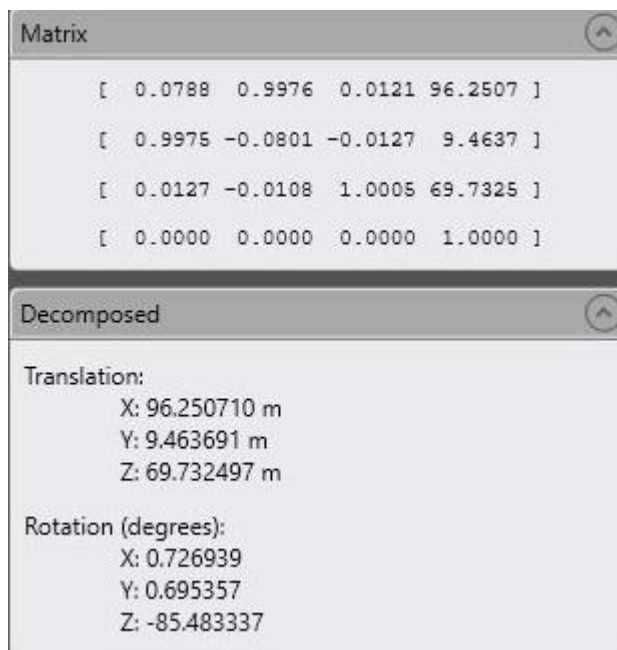 Matrix
[ 0.0788 0.9976 0.0121 96.2507 ]
[ 0.9975 -0.0801 -0.0127 9.4637 ]
[ 0.0127 -0.0108 1.0005 69.7325 ]
[ 0.0000 0.0000 0.0000 1.0000 ]
Decomposed
Translation:
X: 96.250710 m
Y: 9.463691 m
Z: 69.732497 m
Rotation (degrees):
X: 0.726939
Y: 0.695357
Z: -85.483337